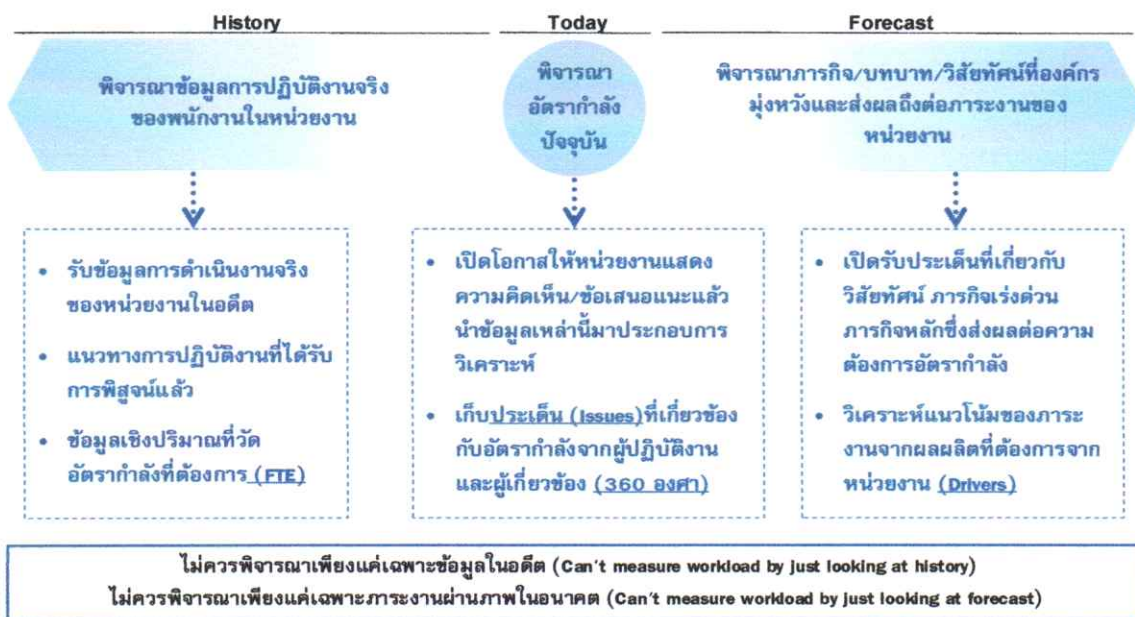 History
Today
Forecast
พิจารณาข้อมูลการปฏิบัติงานจริง
ของพนักงานในหน่วยงาน
พิจารณา
อัตรากำลัง
ปัจจุบัน
พิจารณาภารกิจ/บทบาท/วิสัยทัศน์ที่องค์กร
มุ่งหวังและส่งผลถึงต่อภาระงานของ
หน่วยงาน
• รับข้อมูลการดำเนินงานจริง
ของหน่วยงานในอดีต
• แนวทางการปฏิบัติงานที่ได้รับ
การพิสูจน์แล้ว
• ข้อมูลเชิงปริมาณที่วัด
อัตรากำลังที่ต้องการ (FTE)
• เปิดโอกาสให้หน่วยงานแสดง
ความคิดเห็น/ข้อเสนอแนะแล้ว
นำข้อมูลเหล่านี้มาประกอบการ
วิเคราะห์
• เก็บประเด็น (Issues)ที่เกี่ยวข้อง
กับอัตรากำลังจากผู้ปฏิบัติงาน
และผู้เกี่ยวข้อง (360 องศา)
• เปิดรับประเด็นที่เกี่ยวกับ
วิสัยทัศน์ ภารกิจเร่งด่วน
ภารกิจหลักซึ่งส่งผลต่อความ
ต้องการอัตรากำลัง
• วิเคราะห์แนวโน้มของภาระ
งานจากผลผลิตที่ต้องการจาก
หน่วยงาน (Drivers)
ไม่ควรพิจารณาเพียงแค่เฉพาะข้อมูลในอดีต (Can't measure workload by just looking at history)
ไม่ควรพิจารณาเพียงแค่เฉพาะภาระงานผ่านภาพในอนาคต (Can't measure workload by just looking at forecast)